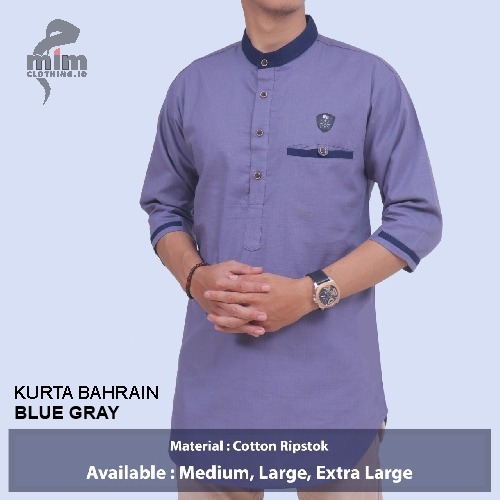 mim
CLOTHING.ID
KURTA BAHRAIN
BLUE GRAY
Material : Cotton Ripstok
Available : Medium, Large, Extra Large